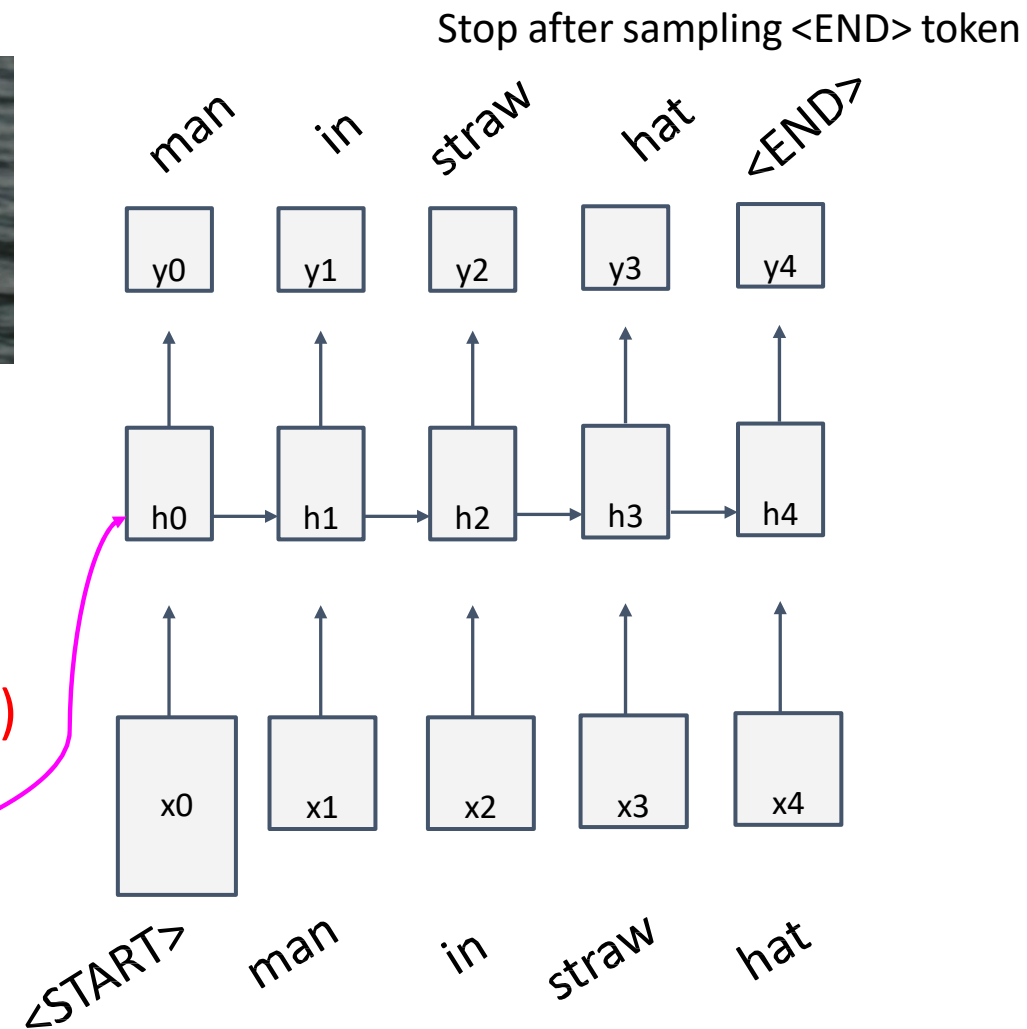 Stop after sampling <END> token
man in straw hat <END>
y0 y1 y2 y3 y4
h0 h1 h2 h3 h4
)
x0 x1 x2 x3 x4
<START> man in straw hat